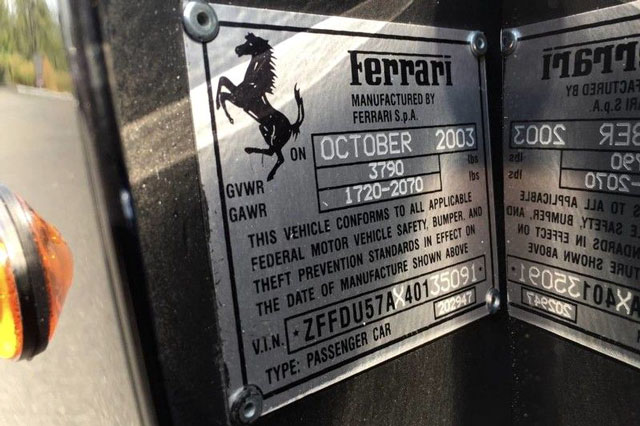 Ferrari
MANUFACTURED BY
FERRARI S.p.A.
ON OCTOBER 2003
GVWR 3790 lbs
GAWR 1720-2070 lbs
THIS VEHICLE CONFORMS TO ALL APPLICABLE
FEDERAL MOTOR VEHICLE SAFETY, BUMPER, AND
THEFT PREVENTION STANDARDS IN EFFECT ON
THE DATE OF MANUFACTURE SHOWN ABOVE
V.I.N. *ZFFDU57AX40135091*
TYPE: PASSENGER CAR 202947